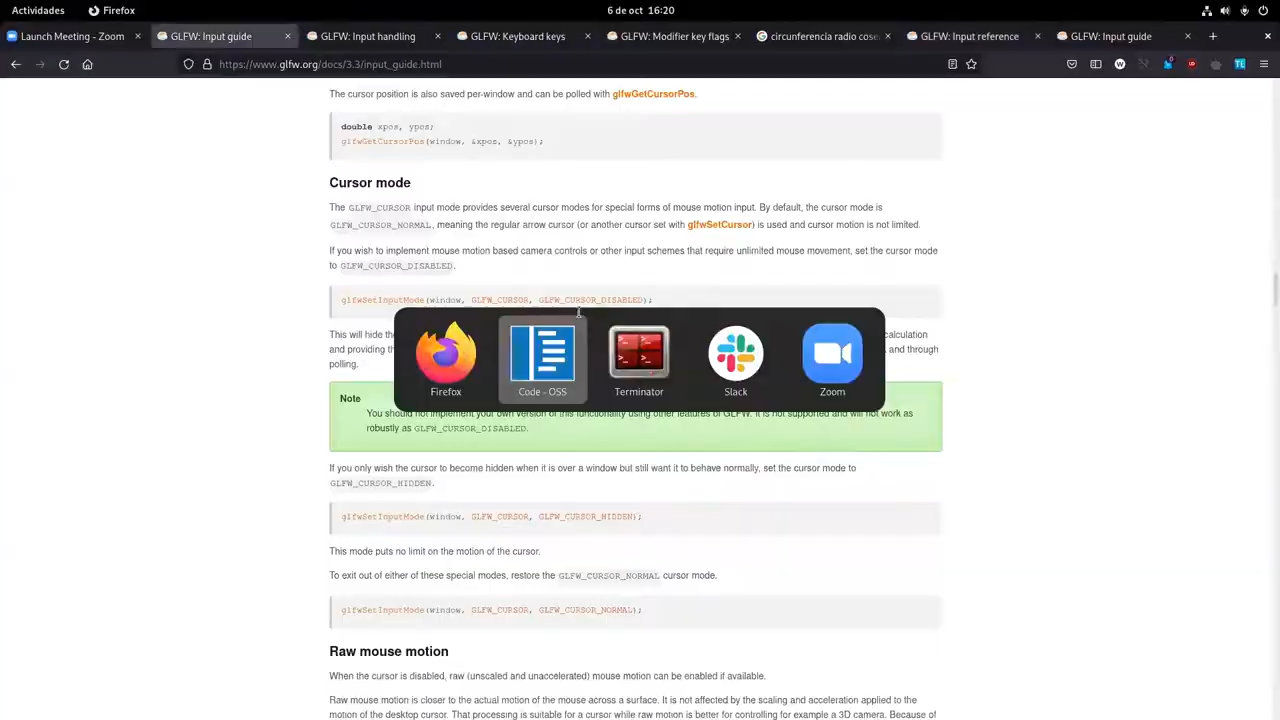 Actividades
Firefox
6 de oct 16:20
Launch Meeting - Zoom
GLFW: Input guide
GLFW: Input handling
GLFW: Keyboard keys
GLFW: Modifier key flags
circunferencia radio cose
GLFW: Input reference
GLFW: Input guide
https://www.glfw.org/docs/3.3/input_guide.html
The cursor position is also saved per-window and can be polled with glfwGetCursorPos.
double xpos, ypos;
glfwGetCursorPos(window, &xpos, &ypos);
Cursor mode
The GLFW_CURSOR input mode provides several cursor modes for special forms of mouse motion input. By default, the cursor mode is
GLFW_CURSOR_NORMAL, meaning the regular arrow cursor (or another cursor set with glfwSetCursor) is used and cursor motion is not limited.
If you wish to implement mouse motion based camera controls or other input schemes that require unlimited mouse movement, set the cursor mode
to GLFW_CURSOR_DISABLED.
glfwSetInputMode(window, GLFW_CURSOR, GLFW_CURSOR_DISABLED);
This will hide the
calculation
and providing th
, and through
polling.
Firefox
Code - OSS
Terminator
Slack
Zoom
Note
You should not implement your own version of this functionality using other features of GLFW. It is not supported and will not work as
robustly as GLFW_CURSOR_DISABLED.
If you only wish the cursor to become hidden when it is over a window but still want it to behave normally, set the cursor mode to
GLFW_CURSOR_HIDDEN.
glfwSetInputMode(window, GLFW_CURSOR, GLFW_CURSOR_HIDDEN);
This mode puts no limit on the motion of the cursor.
To exit out of either of these special modes, restore the GLFW_CURSOR_NORMAL cursor mode.
glfwSetInputMode(window, GLFW_CURSOR, GLFW_CURSOR_NORMAL);
Raw mouse motion
When the cursor is disabled, raw (unscaled and unaccelerated) mouse motion can be enabled if available.
Raw mouse motion is closer to the actual motion of the mouse across a surface. It is not affected by the scaling and acceleration applied to the
motion of the desktop cursor. That processing is suitable for a cursor while raw motion is better for controlling for example a 3D camera. Because of